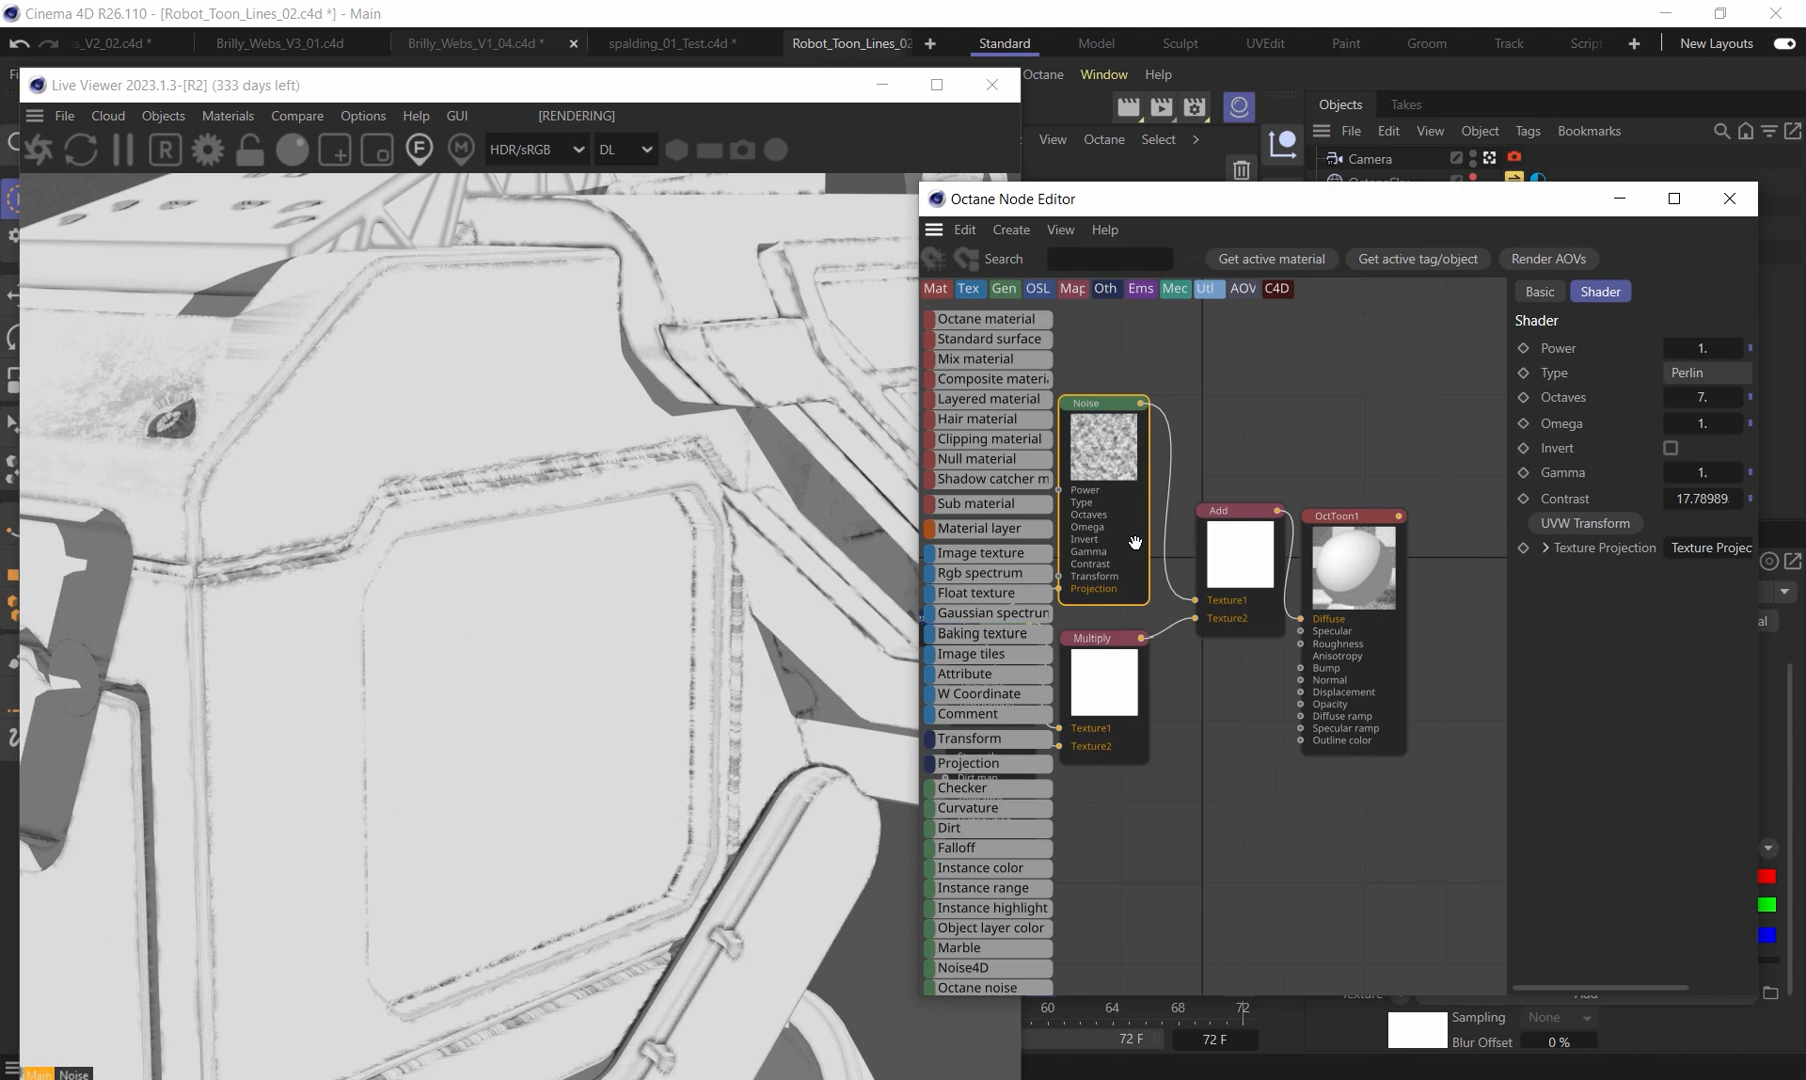 Cinema 4D R26.110 - [Robot_Toon_Lines_02.c4d *] - Main
s_V2_02.c4d * Brilly_Webs_V3_01.c4d Brilly_Webs_V1_04.c4d * spalding_01_Test.c4d * Robot_Toon_Lines_02 Standard Model Sculpt UVEdit Paint Groom Track Script New Layouts
Fi Octane Window Help
Live Viewer 2023.1.3-[R2] (333 days left)
File Cloud Objects Materials Compare Options Help GUI [RENDERING]
HDR/sRGB DL
View Octane Select
Objects Takes
File Edit View Object Tags Bookmarks
Camera
Octane Node Editor
Edit Create View Help
Search Get active material Get active tag/object Render AOVs
Mat Tex Gen OSL Map Oth Ems Mec Utl AOV C4D
Octane material
Standard surface
Mix material
Composite materi
Layered material
Hair material
Clipping material
Null material
Shadow catcher m
Sub material
Material layer
Image texture
Rgb spectrum
Float texture
Gaussian spectrun
Baking texture
Image tiles
Attribute
W Coordinate
Comment
Transform
Projection
Dirt map
Checker
Curvature
Dirt
Falloff
Instance color
Instance range
Instance highlight
Object layer color
Marble
Noise4D
Octane noise
Noise
Power
Type
Octaves
Omega
Invert
Gamma
Contrast
Transform
Projection
Multiply
Texture1
Texture2
Add
Texture1
Texture2
OctToon1
Diffuse
Specular
Roughness
Anisotropy
Bump
Normal
Displacement
Opacity
Diffuse ramp
Specular ramp
Outline color
Basic Shader
Shader
Power 1.
Type Perlin
Octaves 7.
Omega 1.
Invert
Gamma 1.
Contrast 17.78989
UVW Transform
Texture Projection Texture Projec
al
60 64 68 72
72 F 72 F
Texture Add
Sampling None
Blur Offset 0 %
Main Noise